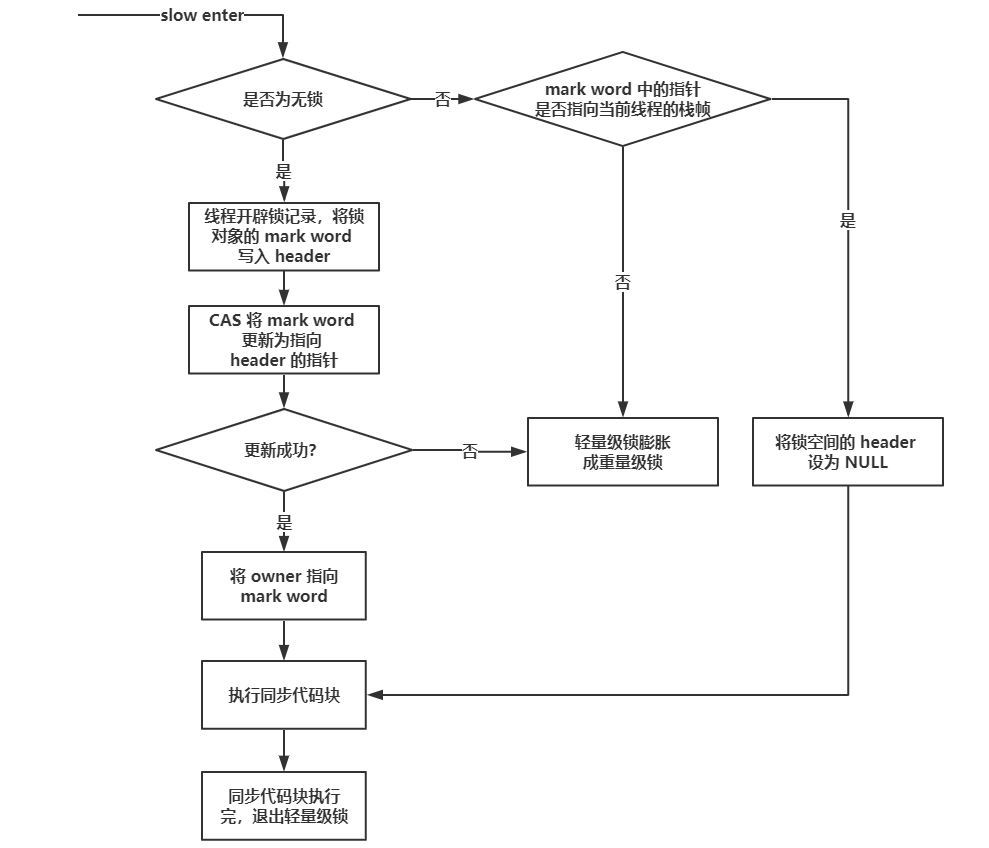 slow enter
是否为无锁
否
mark word 中的指针
是否指向当前线程的栈帧
是
线程开辟锁记录，将锁
对象的 mark word
写入 header
是
否
CAS 将 mark word
更新为指向
header 的指针
更新成功?
否
轻量级锁膨胀
成重量级锁
将锁空间的 header
设为 NULL
是
将 owner 指向
mark word
执行同步代码块
同步代码块执行
完，退出轻量级锁